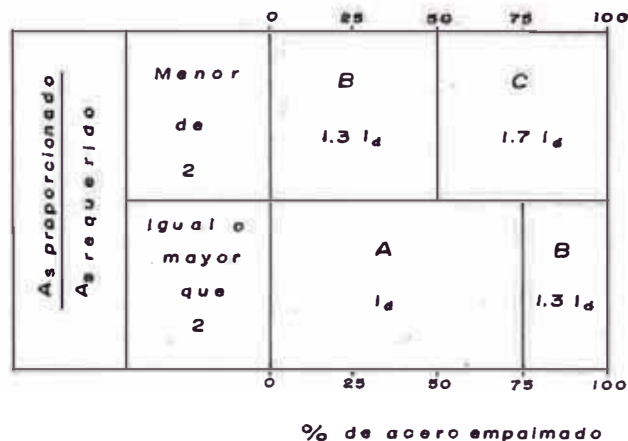 0 25 50 75 100
As proporcionado
As requerido
Menor
de
2
B
1.3 ld
C
1.7 ld
Igual o
mayor
que
2
A
ld
B
1.3 ld
0 25 50 75 100
% de acero empalmado